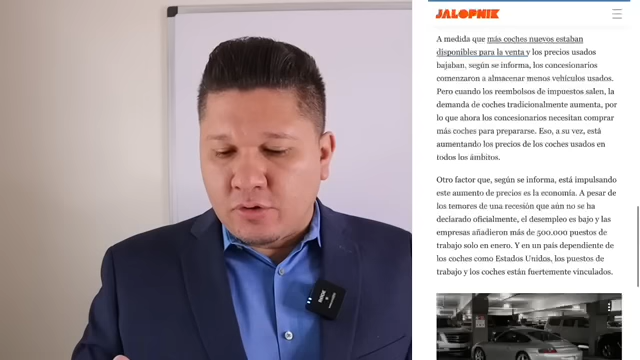 JALOPNIK
A medida que más coches nuevos estaban
disponibles para la venta y los precios usados
bajaban, según se informa, los concesionarios
comenzaron a almacenar menos vehículos usados.
Pero cuando los reembolsos de impuestos salen, la
demanda de coches tradicionalmente aumenta, por
lo que ahora los concesionarios necesitan comprar
más coches para prepararse. Eso, a su vez, está
aumentando los precios de los coches usados en
todos los ámbitos.
Otro factor que, según se informa, está impulsando
este aumento de precios es la economía. A pesar de
los temores de una recesión que aún no se ha
declarado oficialmente, el desempleo es bajo y las
empresas añadieron más de 500.000 puestos de
trabajo solo en enero. Y en un país dependiente de
los coches como Estados Unidos, los puestos de
trabajo y los coches están fuertemente vinculados.